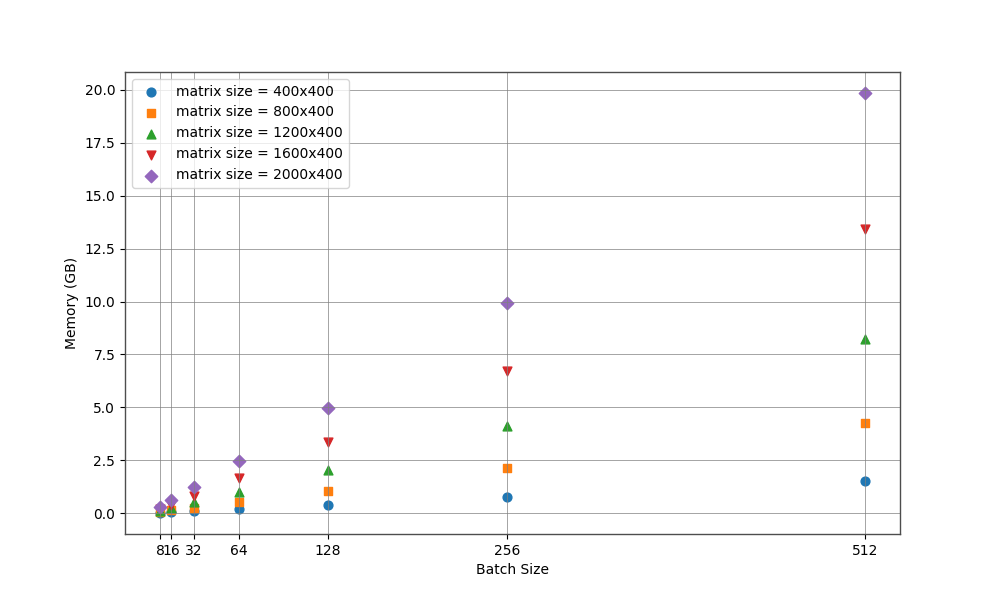 20.0
17.5
15.0
12.5
10.0
7.5
5.0
2.5
0.0
Memory (GB)
matrix size = 400x400
matrix size = 800x400
matrix size = 1200x400
matrix size = 1600x400
matrix size = 2000x400
8 16 32 64 128 256 512
Batch Size